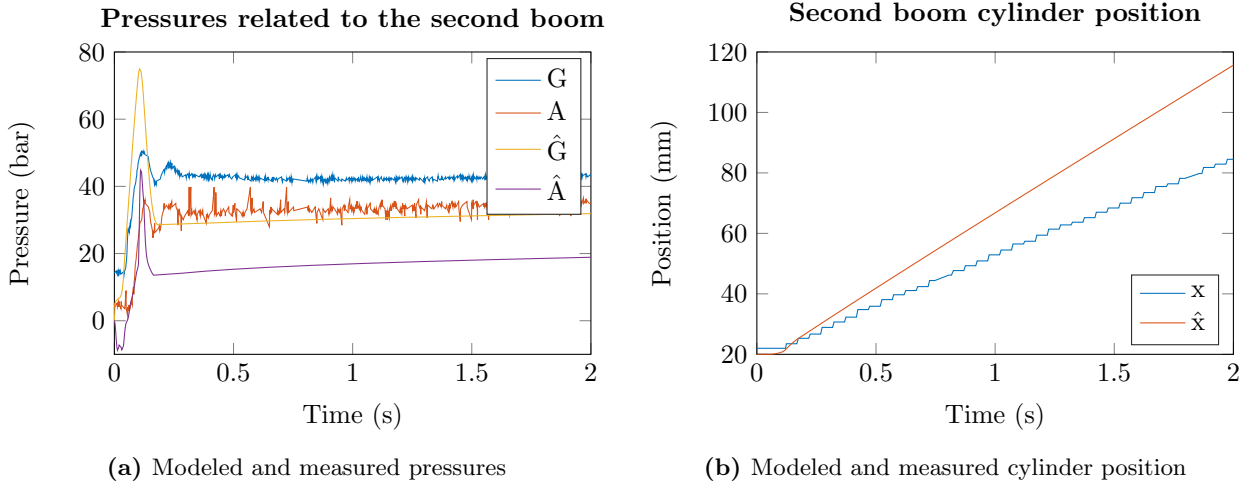 Pressures related to the second boom
80
60
40
20
0
Pressure (bar)
0
0.5
1
1.5
2
Time (s)
G
A
Ĝ
Â
(a) Modeled and measured pressures
Second boom cylinder position
120
100
80
60
40
20
Position (mm)
0
0.5
1
1.5
2
Time (s)
x
x̂
(b) Modeled and measured cylinder position